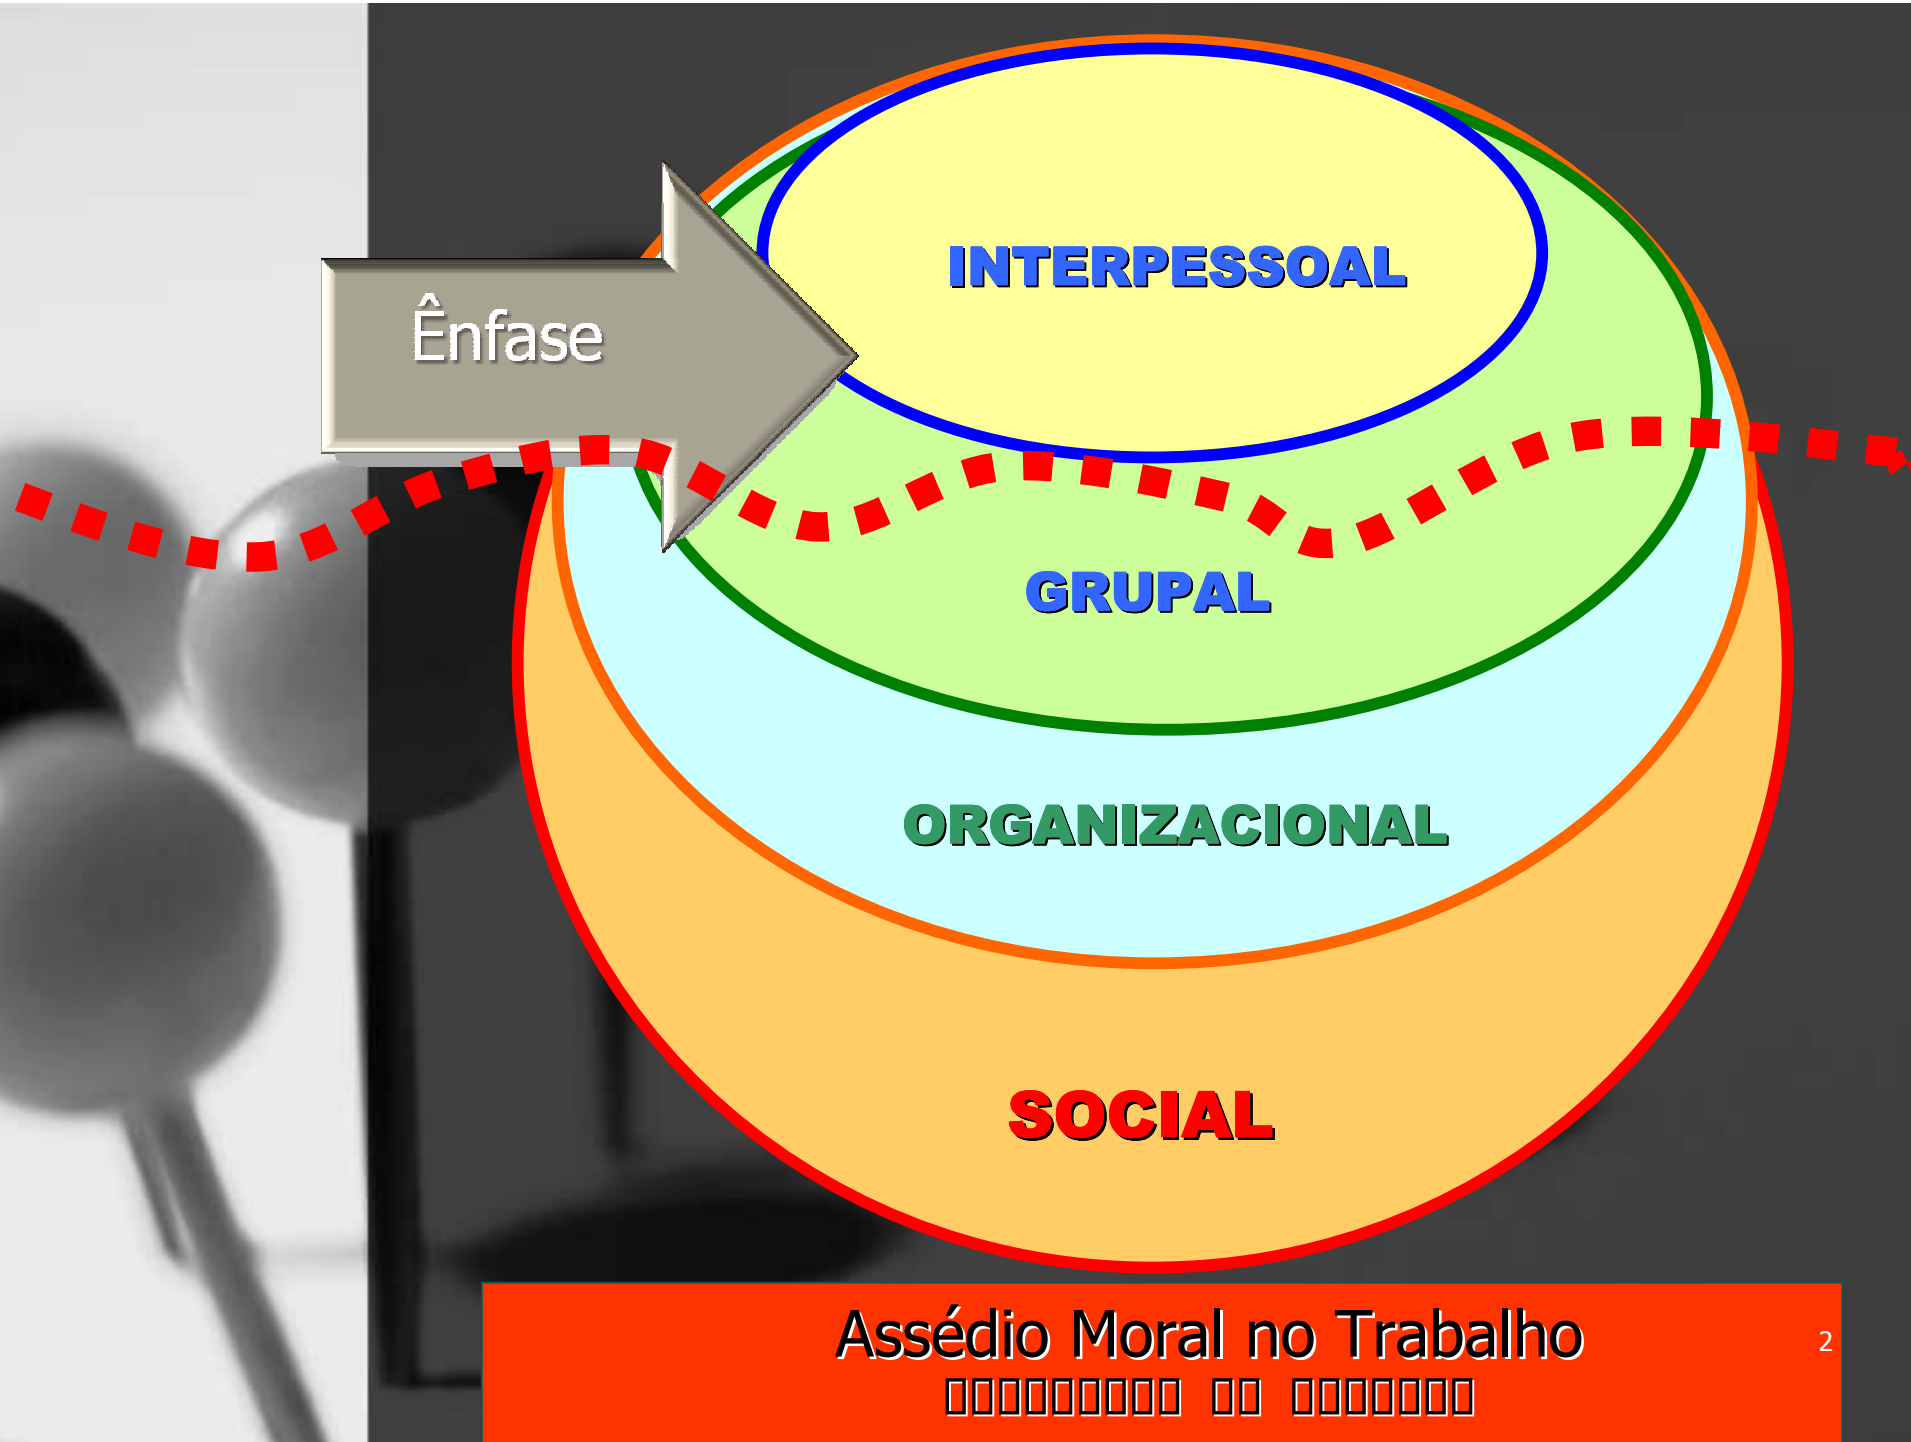 INTERPESSOAL
Ênfase
GRUPAL
ORGANIZACIONAL
SOCIAL
Assédio Moral no Trabalho
2